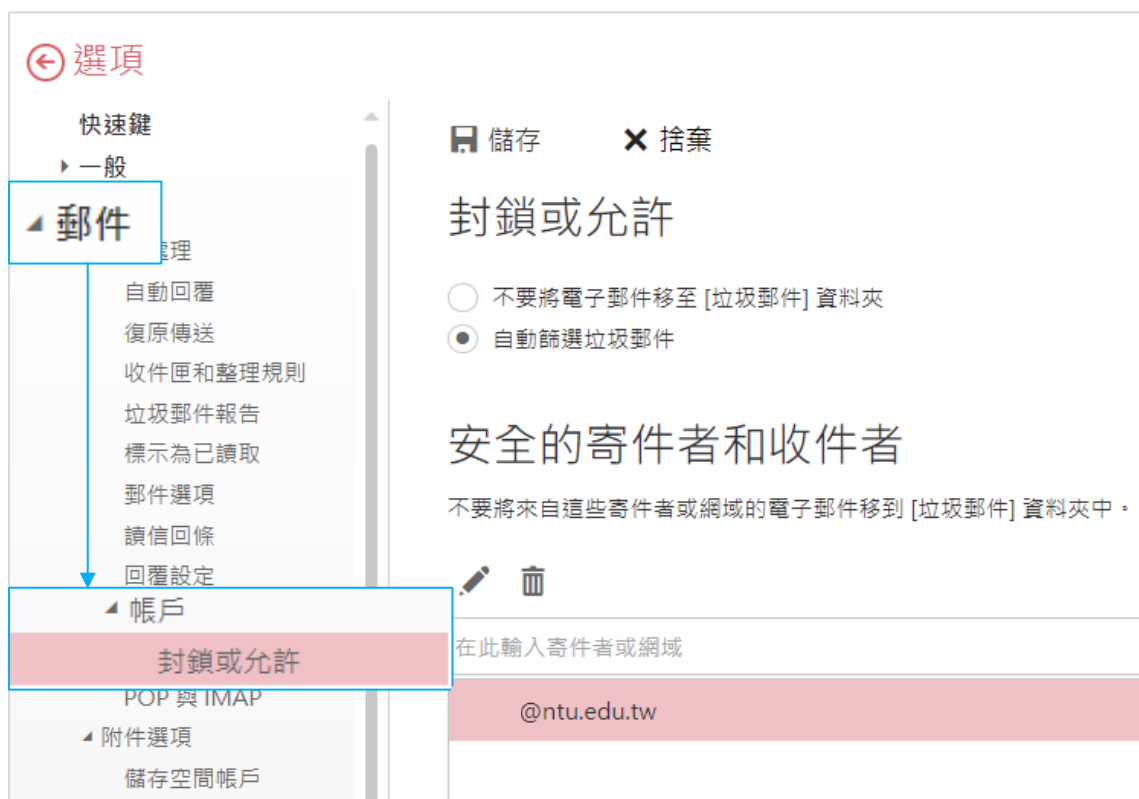 選項
快速鍵
一般
郵件
處理
自動回覆
復原傳送
收件匣和整理規則
垃圾郵件報告
標示為已讀取
郵件選項
讀信回條
回覆設定
帳戶
封鎖或允許
POP 與 IMAP
附件選項
儲存空間帳戶
儲存 捨棄
封鎖或允許
不要將電子郵件移至 [垃圾郵件] 資料夾
自動篩選垃圾郵件
安全的寄件者和收件者
不要將來自這些寄件者或網域的電子郵件移到 [垃圾郵件] 資料夾中。
在此輸入寄件者或網域
@ntu.edu.tw